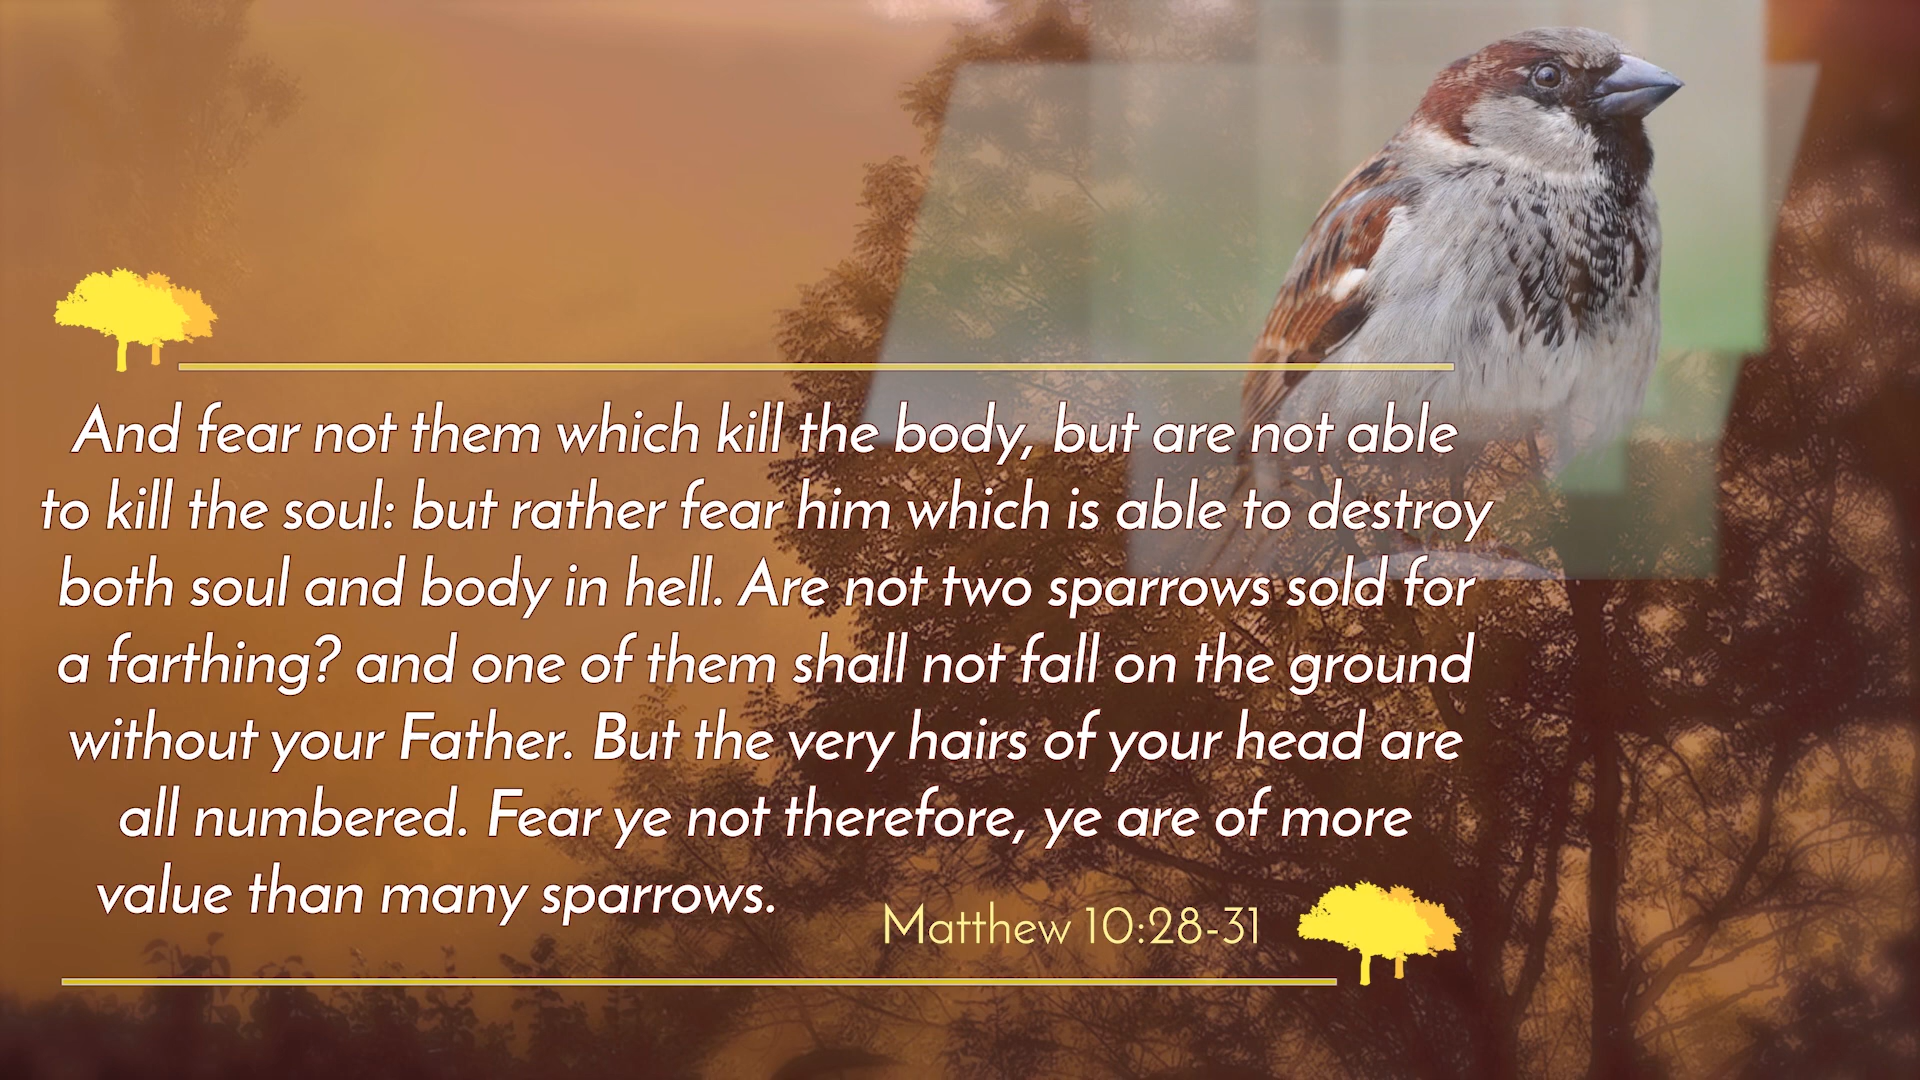 And fear not them which kill the body, but are not able
to kill the soul: but rather fear him which is able to destroy
both soul and body in hell. Are not two sparrows sold for
a farthing? and one of them shall not fall on the ground
without your Father. But the very hairs of your head are
all numbered. Fear ye not therefore, ye are of more
value than many sparrows.
Matthew 10:28-31